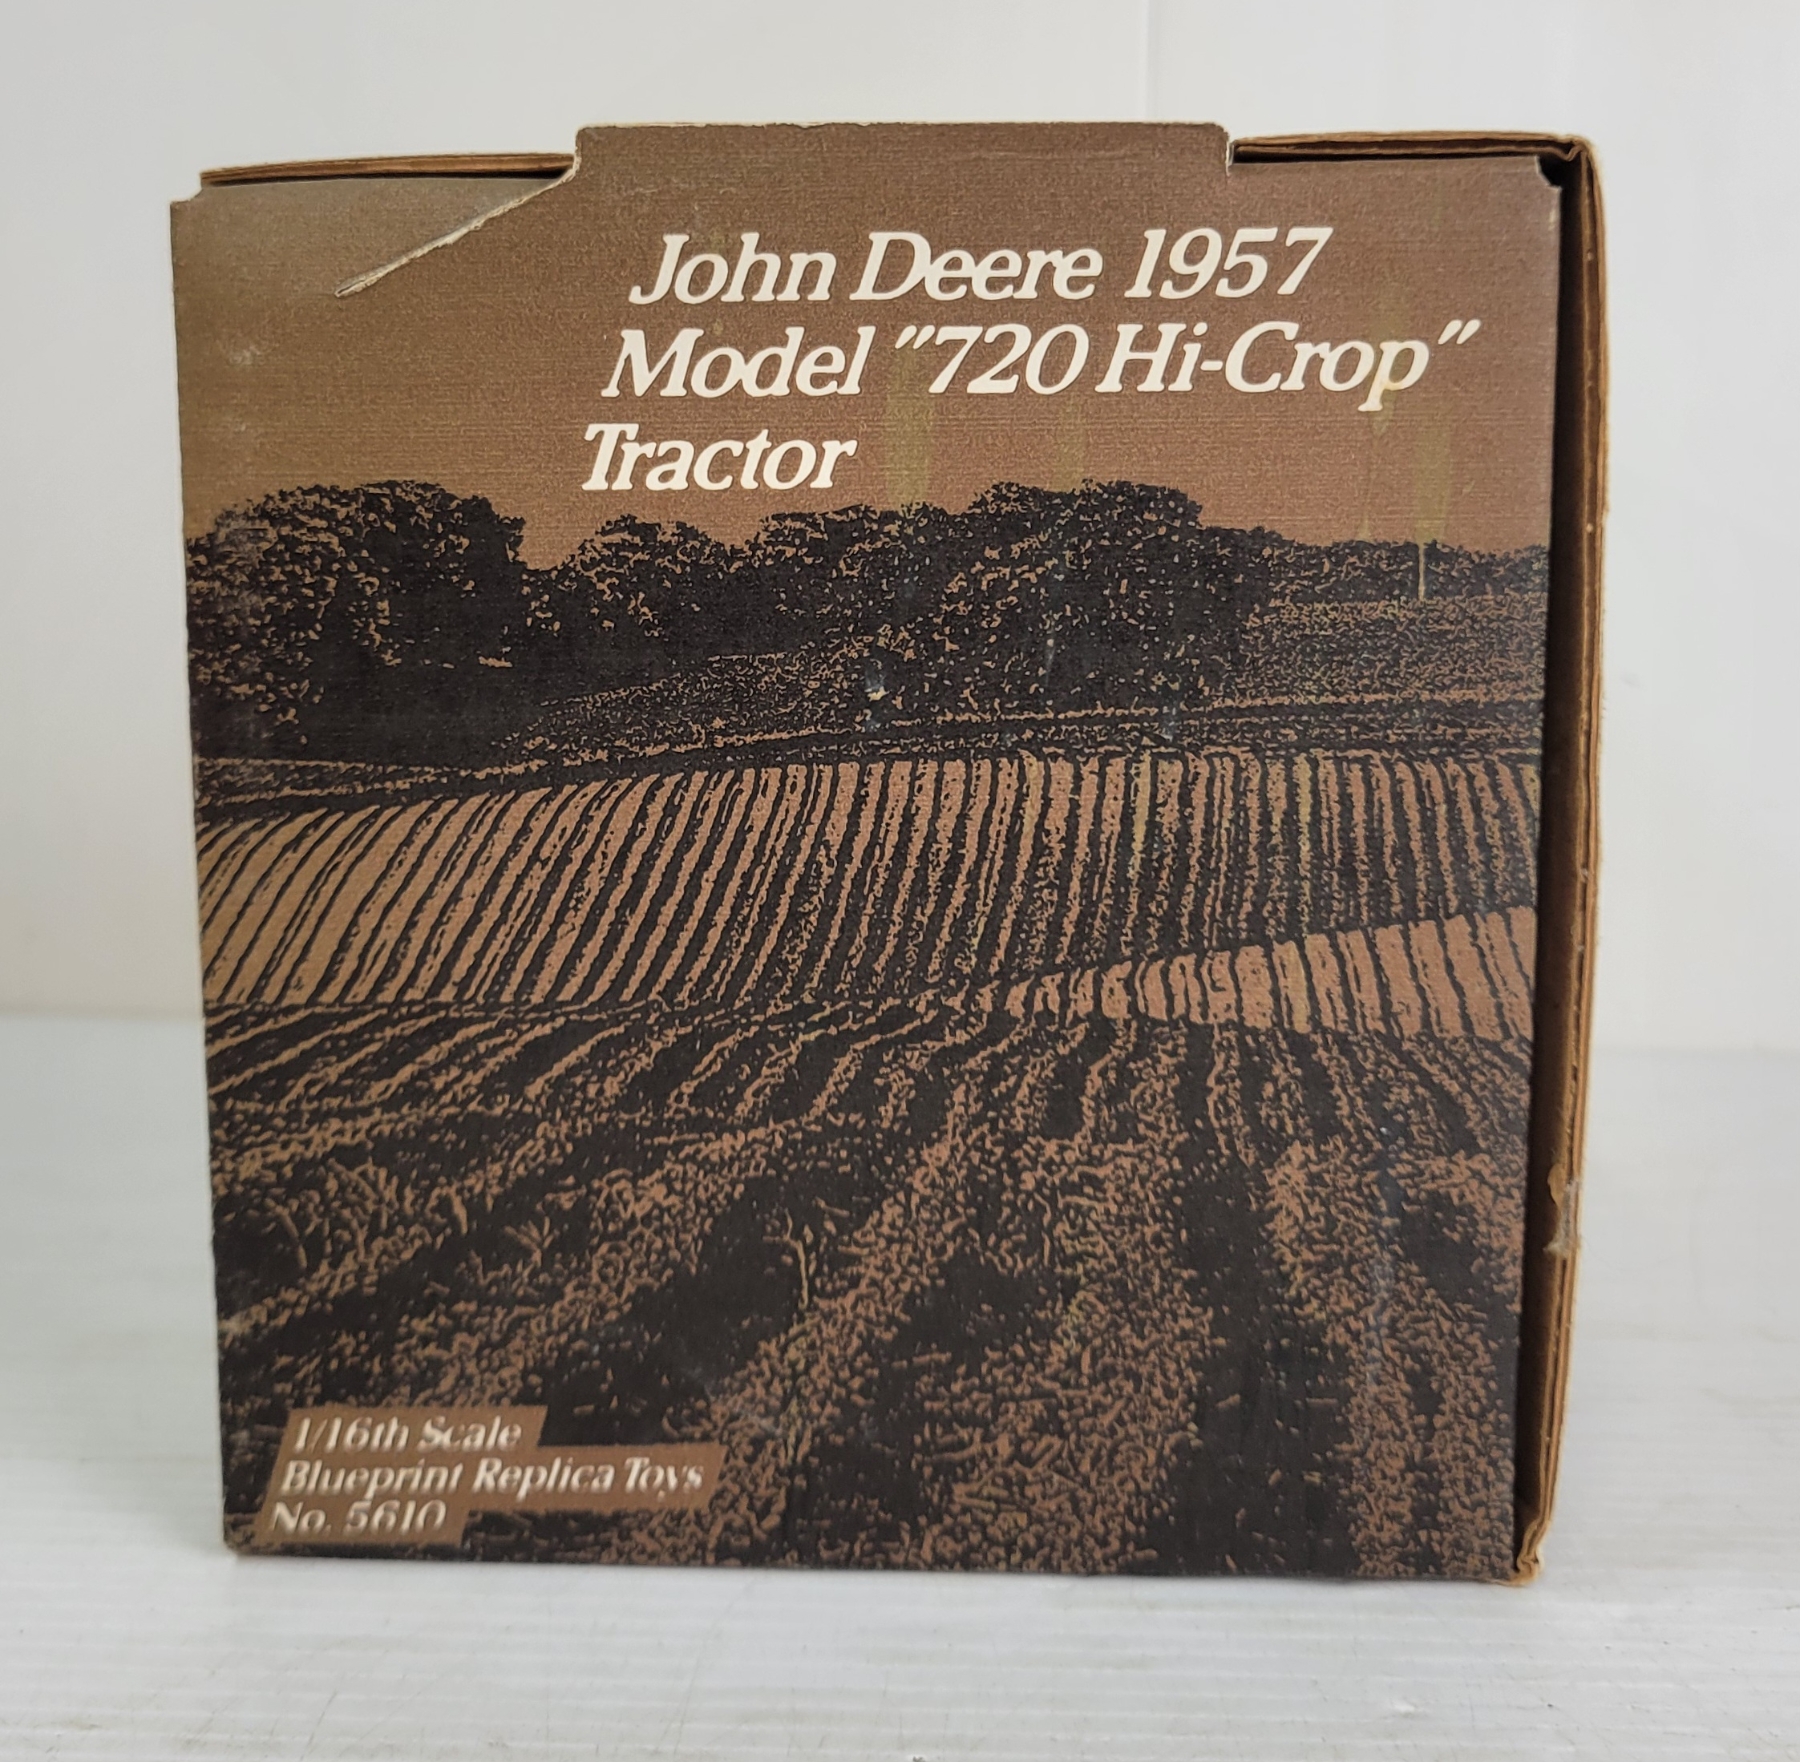 John Deere 1957
Model "720 Hi-Crop"
Tractor
1/16th Scale
Blueprint Replica Toys
No. 5610